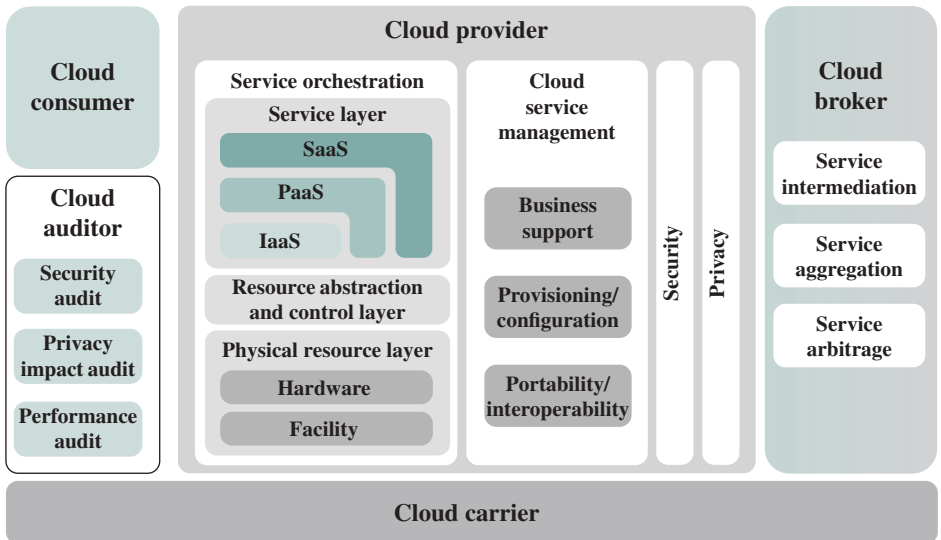 Cloud
consumer
Cloud
auditor
Security
audit
Privacy
impact audit
Performance
audit
Cloud provider
Service orchestration
Service layer
SaaS
PaaS
IaaS
Resource abstraction
and control layer
Physical resource layer
Hardware
Facility
Cloud
service
management
Business
support
Provisioning/
configuration
Portability/
interoperability
Security
Privacy
Cloud
broker
Service
intermediation
Service
aggregation
Service
arbitrage
Cloud carrier